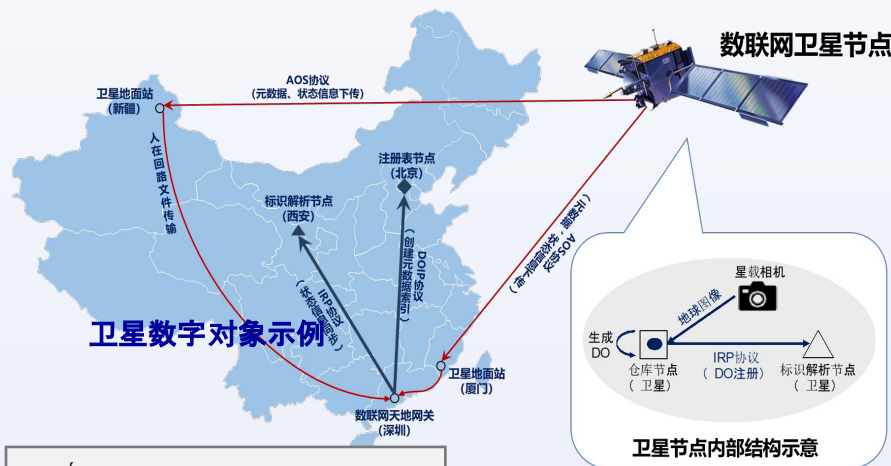 数联网卫星节点
AOS协议
(元数据、状态信息下传)
卫星地面站
(新疆)
人在回路文件传输
注册表节点
(北京)
标识解析节点
(西安)
DOIP协议
(创建元数据索引)
IRP协议
(状态信息同步)
AOS协议
(元数据、状态信息下传)
卫星数字对象示例
卫星地面站
(厦门)
数联网天地网关
(深圳)
星载相机
地球图像
生成
DO
仓库节点
(卫星)
IRP协议
( DO注册)
标识解析节点
( 卫星)
卫星节点内部结构示意
{